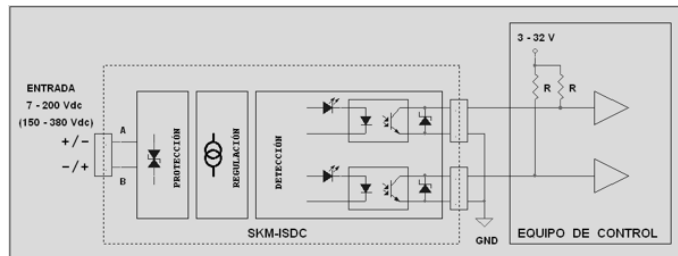 3 - 32 V
ENTRADA
7 - 200 Vdc
(150 - 380 Vdc)
+/−
−/+
A
B
PROTECCIÓN
REGULACIÓN
DETECCIÓN
R
R
SKM-ISDC
GND
EQUIPO DE CONTROL